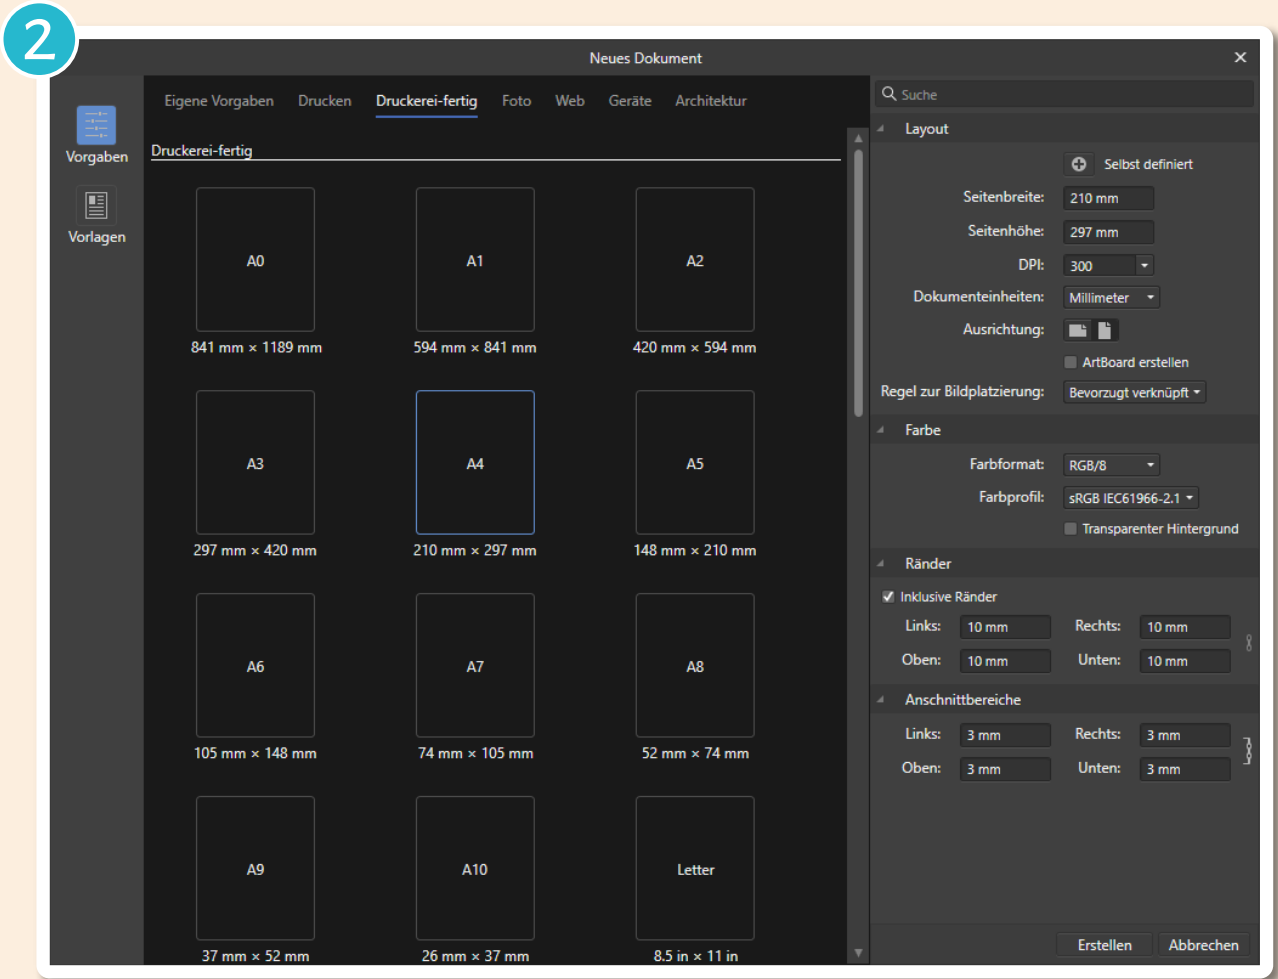 2
Neues Dokument
Vorgaben
Vorlagen
Eigene Vorgaben Drucken Druckerei-fertig Foto Web Geräte Architektur
Druckerei-fertig
A0 A1 A2
841 mm × 1189 mm 594 mm × 841 mm 420 mm × 594 mm
A3 A4 A5
297 mm × 420 mm 210 mm × 297 mm 148 mm × 210 mm
A6 A7 A8
105 mm × 148 mm 74 mm × 105 mm 52 mm × 74 mm
A9 A10 Letter
37 mm × 52 mm 26 mm × 37 mm 8.5 in × 11 in
Suche
Layout
Selbst definiert
Seitenbreite: 210 mm
Seitenhöhe: 297 mm
DPI: 300
Dokumenteinheiten: Millimeter
Ausrichtung:
ArtBoard erstellen
Regel zur Bildplatzierung: Bevorzugt verknüpft
Farbe
Farbformat: RGB/8
Farbprofil: sRGB IEC61966-2.1
Transparenter Hintergrund
Ränder
Inklusive Ränder
Links: 10 mm Rechts: 10 mm
Oben: 10 mm Unten: 10 mm
Anschnittbereiche
Links: 3 mm Rechts: 3 mm
Oben: 3 mm Unten: 3 mm
Erstellen Abbrechen